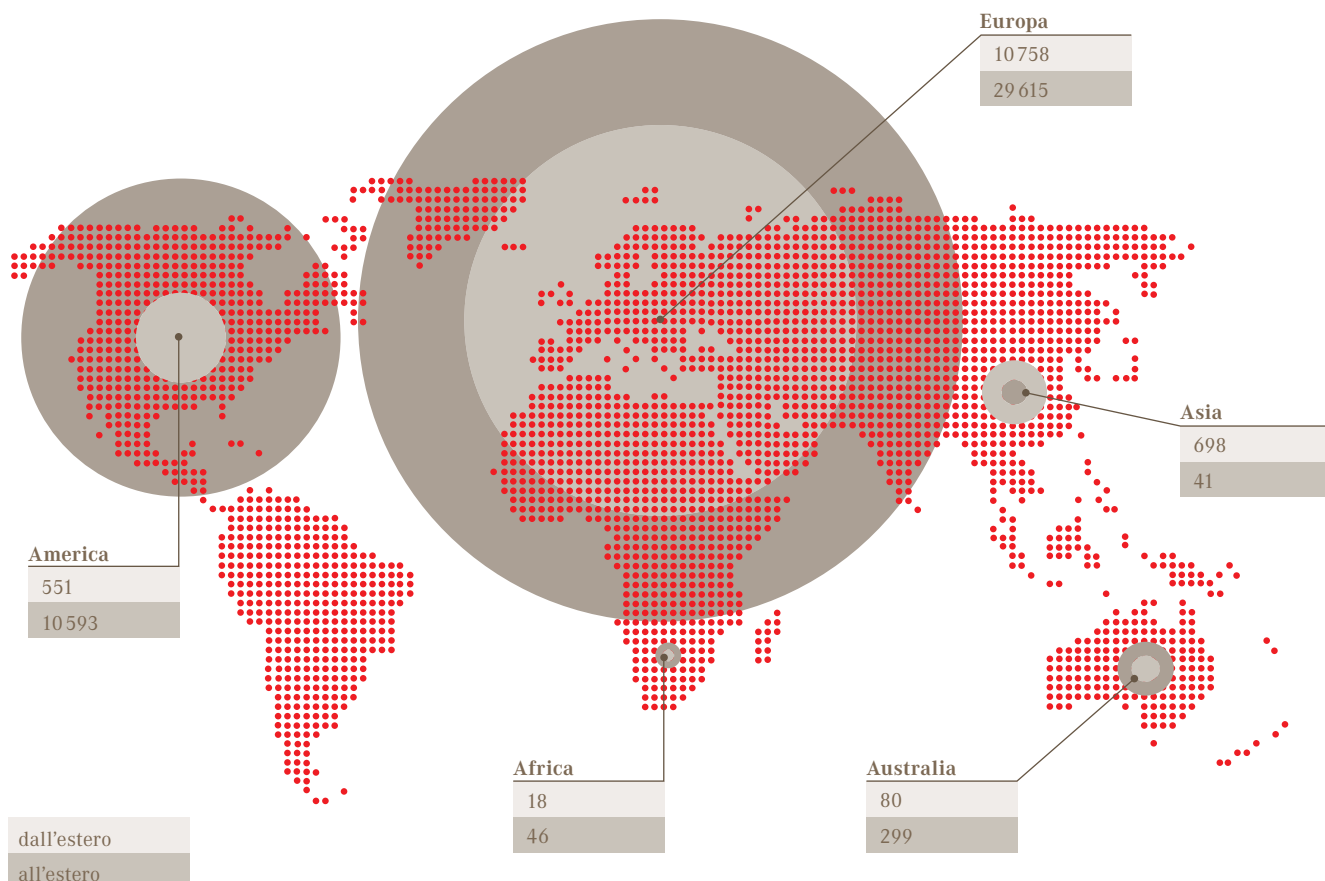 Europa
10 758
29 615
Asia
698
41
America
551
10 593
Africa
18
46
Australia
80
299
dall'estero
all'estero